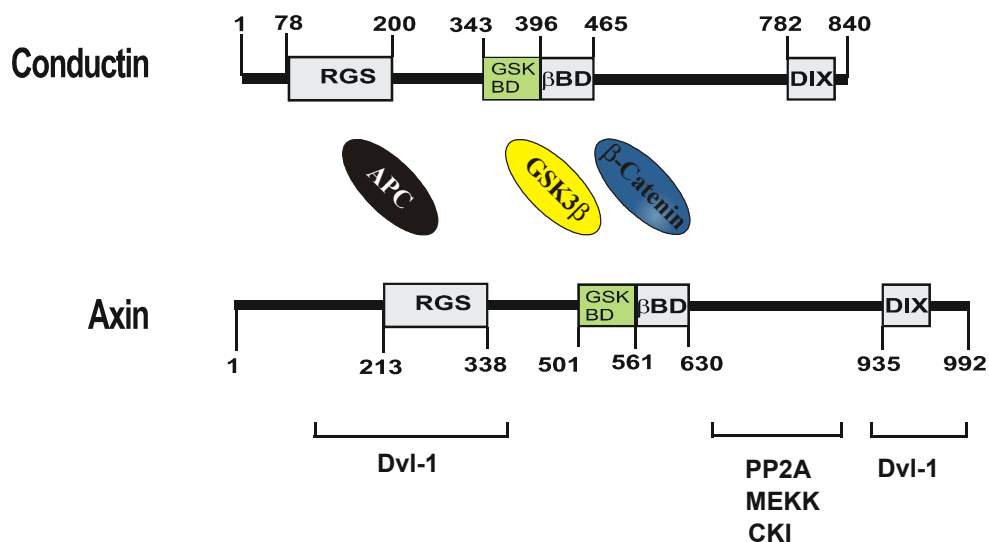 1 78 200 343 396 465 782 840
Conductin
RGS
GSK
BD
βBD
DIX
APC
GSK3β
β-Catenin
Axin
RGS
GSK
BD
βBD
DIX
1 213 338 501 561 630 935 992
Dvl-1
PP2A
MEKK
CKI
Dvl-1